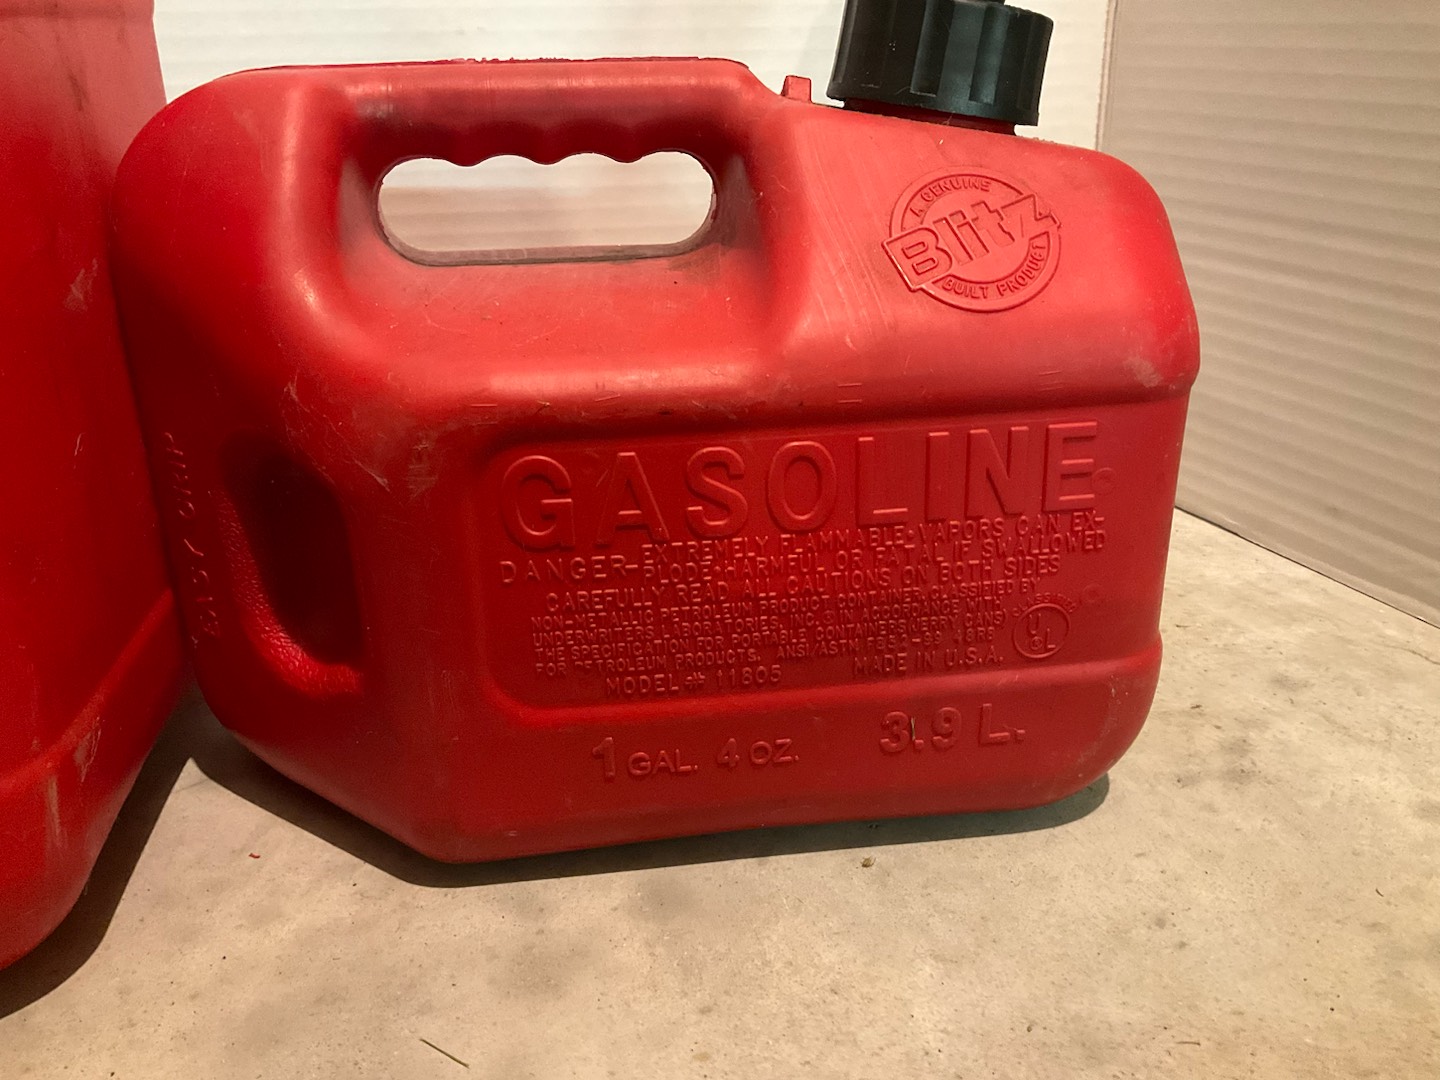 A GENUINE
Blitz
BUILT PRODUCT
EASY GRIP
GASOLINE
DANGER-EXTREMELY FLAMMABLE-VAPORS CAN EX-
PLODE-HARMFUL OR FATAL IF SWALLOWED
CAREFULLY READ ALL CAUTIONS ON BOTH SIDES
NON-METALLIC PETROLEUM PRODUCT CONTAINER CLASSIFIED BY
UNDERWRITERS LABORATORIES, INC.® IN ACCORDANCE WITH
THE SPECIFICATION FOR PORTABLE CONTAINERS (JERRY CANS)
FOR PETROLEUM PRODUCTS. ANSI/ASTM
MODEL # 11805 MADE IN U.S.A.
UL
1 GAL. 4 OZ. 3.9 L.